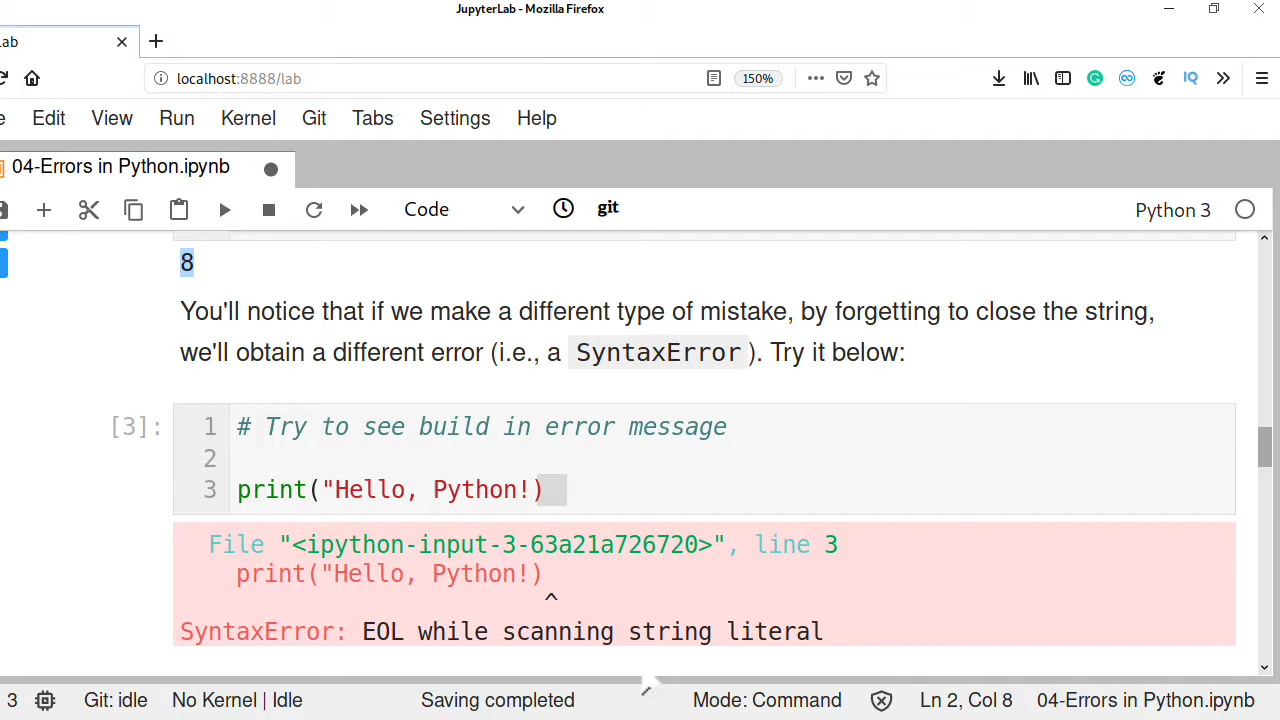 JupyterLab - Mozilla Firefox
ab
localhost:8888/lab
150%
IQ
e Edit View Run Kernel Git Tabs Settings Help
04-Errors in Python.ipynb
Code
git
Python 3
8
You'll notice that if we make a different type of mistake, by forgetting to close the string,
we'll obtain a different error (i.e., a SyntaxError). Try it below:
[3]:
1 # Try to see build in error message
2
3 print("Hello, Python!)
File "<ipython-input-3-63a21a726720>", line 3
print("Hello, Python!)
^
SyntaxError: EOL while scanning string literal
3 Git: idle No Kernel | Idle Saving completed Mode: Command Ln 2, Col 8 04-Errors in Python.ipynb